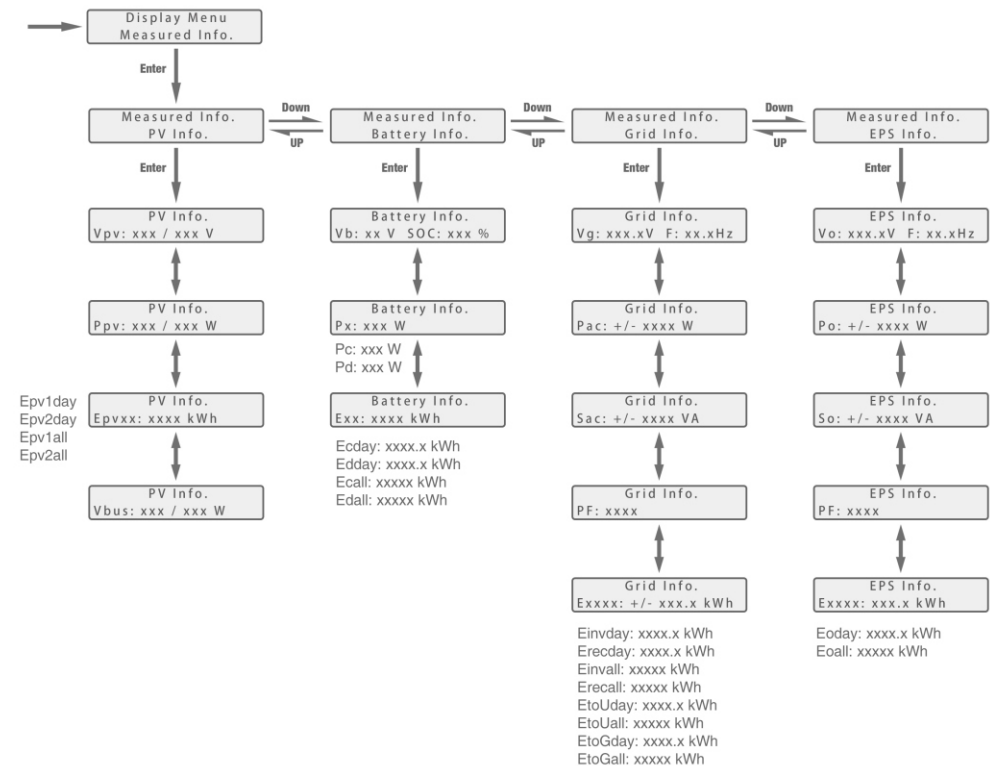 Display Menu
Measured Info.
Enter
Measured Info.
PV Info.
Down
UP
Measured Info.
Battery Info.
Down
UP
Measured Info.
Grid Info.
Down
UP
Measured Info.
EPS Info.
Enter
Enter
Enter
Enter
PV Info.
Vpv: xxx / xxx V
Battery Info.
Vb: xx V SOC: xxx %
Grid Info.
Vg: xxx.xV F: xx.xHz
EPS Info.
Vo: xxx.xV F: xx.xHz
PV Info.
Ppv: xxx / xxx W
Battery Info.
Px: xxx W
Pc: xxx W
Pd: xxx W
Grid Info.
Pac: +/- xxxx W
EPS Info.
Po: +/- xxxx W
Epv1day
Epv2day
Epv1all
Epv2all
PV Info.
Epvxx: xxxx kWh
Battery Info.
Exx: xxxx kWh
Ecday: xxxx.x kWh
Edday: xxxx.x kWh
Ecall: xxxxx kWh
Edall: xxxxx kWh
Grid Info.
Sac: +/- xxxx VA
EPS Info.
So: +/- xxxx VA
PV Info.
Vbus: xxx / xxx W
Grid Info.
PF: xxxx
EPS Info.
PF: xxxx
Grid Info.
Exxxx: +/- xxx.x kWh
Einvday: xxxx.x kWh
Erecday: xxxx.x kWh
Einvall: xxxxx kWh
Erecall: xxxxx kWh
EtoUday: xxxx.x kWh
EtoUall: xxxxx kWh
EtoGday: xxxx.x kWh
EtoGall: xxxxx kWh
EPS Info.
Exxxx: xxx.x kWh
Eoday: xxxx.x kWh
Eoall: xxxxx kWh